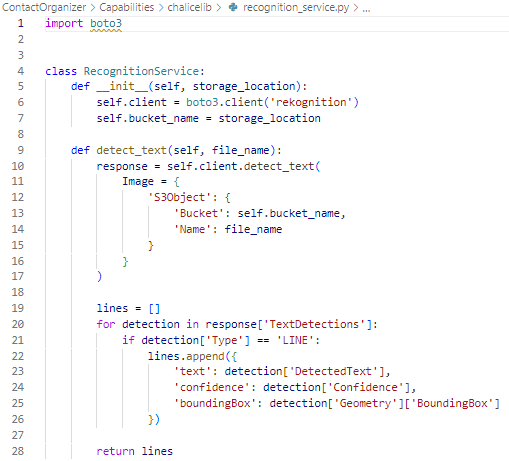 ContactOrganizer > Capabilities > chalicelib > recognition_service.py > ...
1 import boto3
2
3
4 class RecognitionService:
5     def __init__(self, storage_location):
6         self.client = boto3.client('rekognition')
7         self.bucket_name = storage_location
8
9     def detect_text(self, file_name):
10         response = self.client.detect_text(
11             Image = {
12                 'S3Object': {
13                     'Bucket': self.bucket_name,
14                     'Name': file_name
15                 }
16             }
17         )
18
19         lines = []
20         for detection in response['TextDetections']:
21             if detection['Type'] == 'LINE':
22                 lines.append({
23                     'text': detection['DetectedText'],
24                     'confidence': detection['Confidence'],
25                     'boundingBox': detection['Geometry']['BoundingBox']
26                 })
27
28         return lines